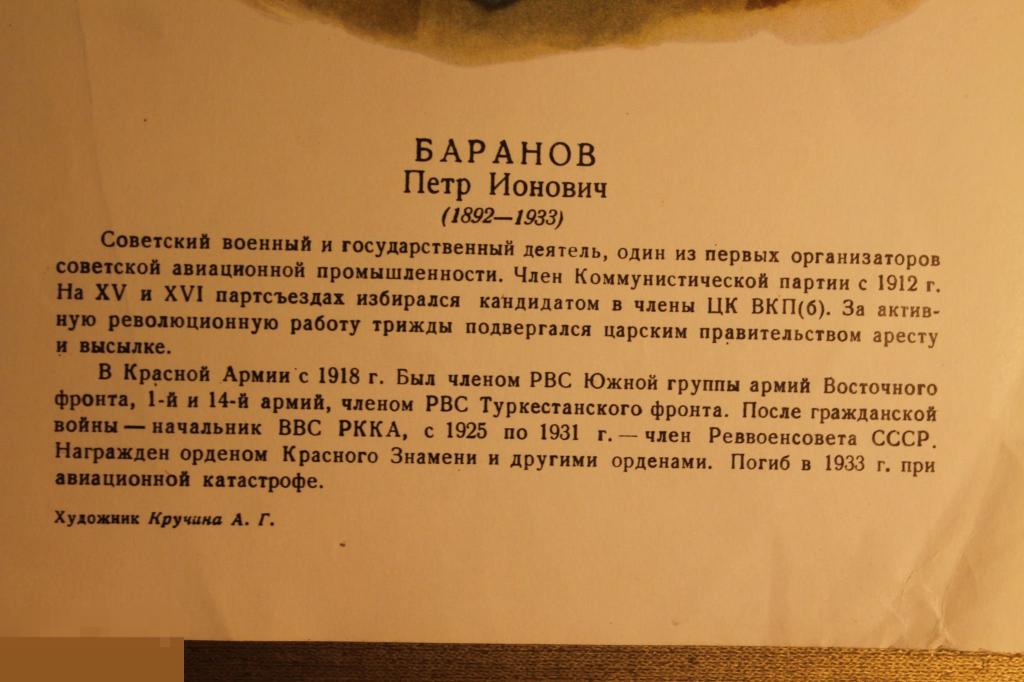 БАРАНОВ
Петр Ионович
(1892—1933)
Советский военный и государственный деятель, один из первых организаторов
советской авиационной промышленности. Член Коммунистической партии с 1912 г.
На XV и XVI партсъездах избирался кандидатом в члены ЦК ВКП(б). За актив-
ную революционную работу трижды подвергался царским правительством аресту
и высылке.
В Красной Армии с 1918 г. Был членом РВС Южной группы армий Восточного
фронта, 1-й и 14-й армий, членом РВС Туркестанского фронта. После гражданской
войны — начальник ВВС РККА, с 1925 по 1931 г. — член Реввоенсовета СССР.
Награжден орденом Красного Знамени и другими орденами. Погиб в 1933 г. при
авиационной катастрофе.
Художник Кручина А. Г.